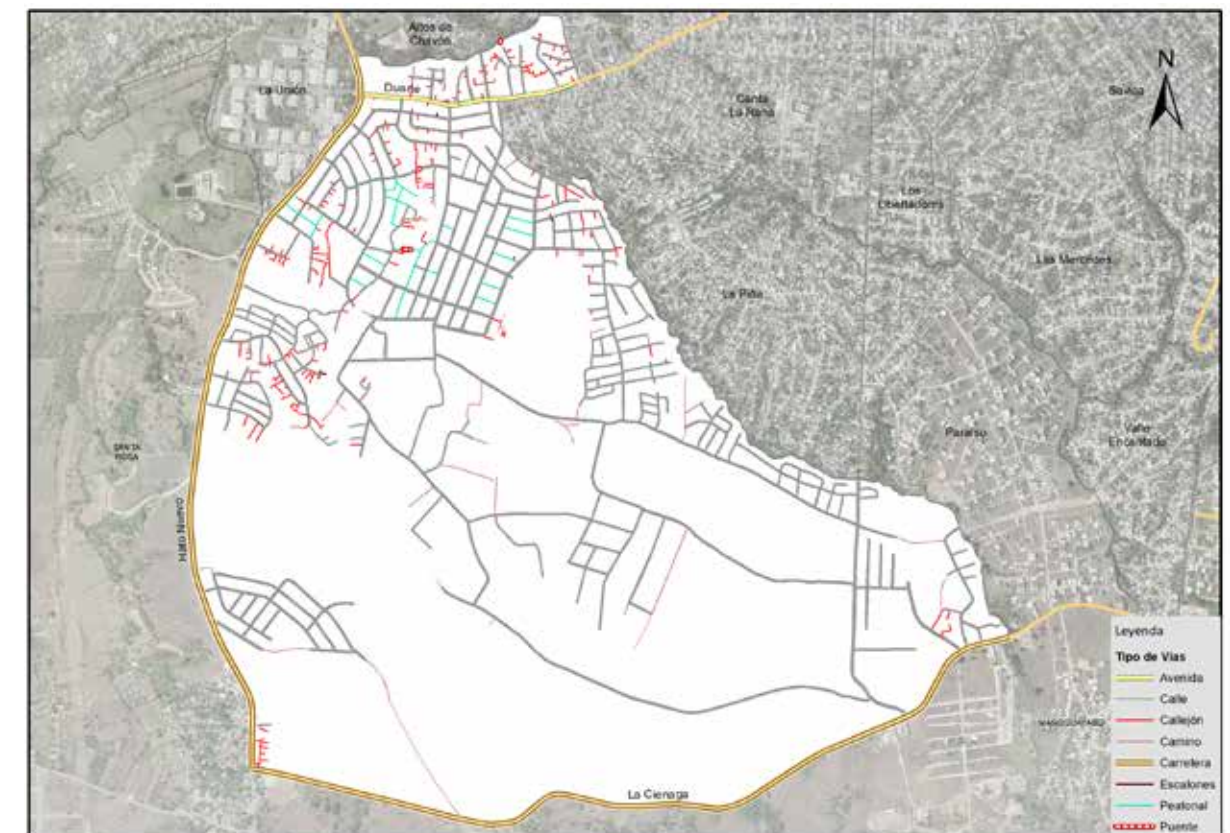 Altos de
Chavón
N
La Unión
Duarte
Canta
La Rana
Savica
Los
Libertadores
Las Mercedes
La Piña
Paraíso
Valle
Encantado
SANTA
ROSA
Hato Nuevo
La Cienaga
Leyenda
Tipo de Vías
Avenida
Calle
Callejón
Camino
Carretera
Escalones
Peatonal
Puente